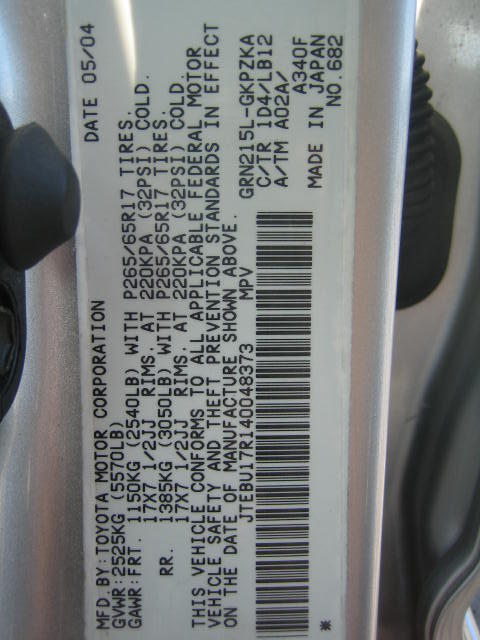 MFD. BY: TOYOTA MOTOR CORPORATION DATE 05/04
GVWR: 2525KG (5570LB)
GAWR: FRT. 1150KG (2540LB) WITH P265/65R17 TIRES.
17X7 1/2JJ RIMS. AT 220KPA (32PSI) COLD.
RR. 1385KG (3050LB) WITH P265/65R17 TIRES.
17X7 1/2JJ RIMS. AT 220KPA (32PSI) COLD.
THIS VEHICLE CONFORMS TO ALL APPLICABLE FEDERAL MOTOR
VEHICLE SAFETY AND THEFT PREVENTION STANDARDS IN EFFECT
ON THE DATE OF MANUFACTURE SHOWN ABOVE.
JTEBU17R140048373 MPV GRN215L-GKPZKA
C/TR 1D4/LB12
A/TM A02A/
A340F
MADE IN JAPAN
NO.682
*